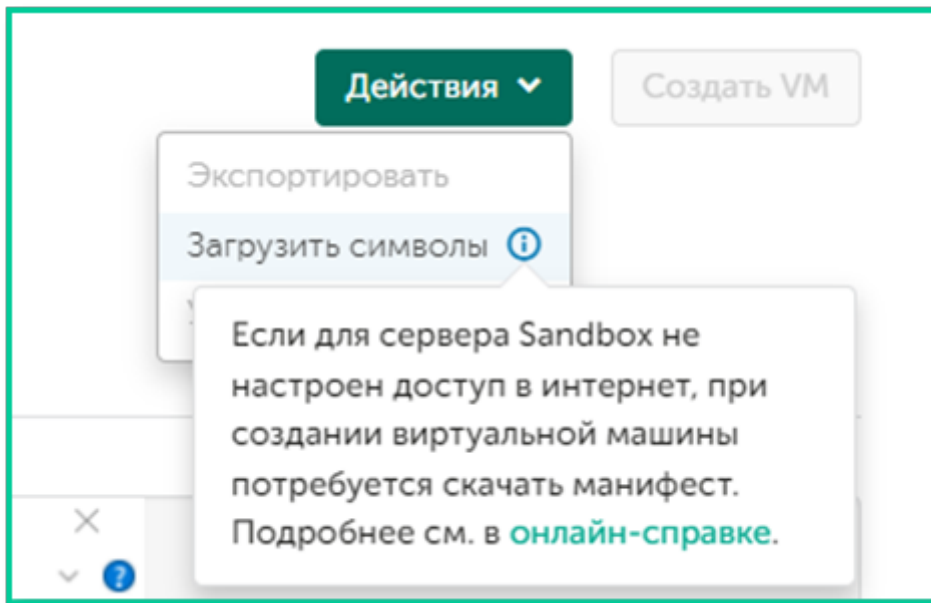 Действия
Создать VM
Экспортировать
Загрузить символы
Если для сервера Sandbox не
настроен доступ в интернет, при
создании виртуальной машины
потребуется скачать манифест.
Подробнее см. в онлайн-справке.